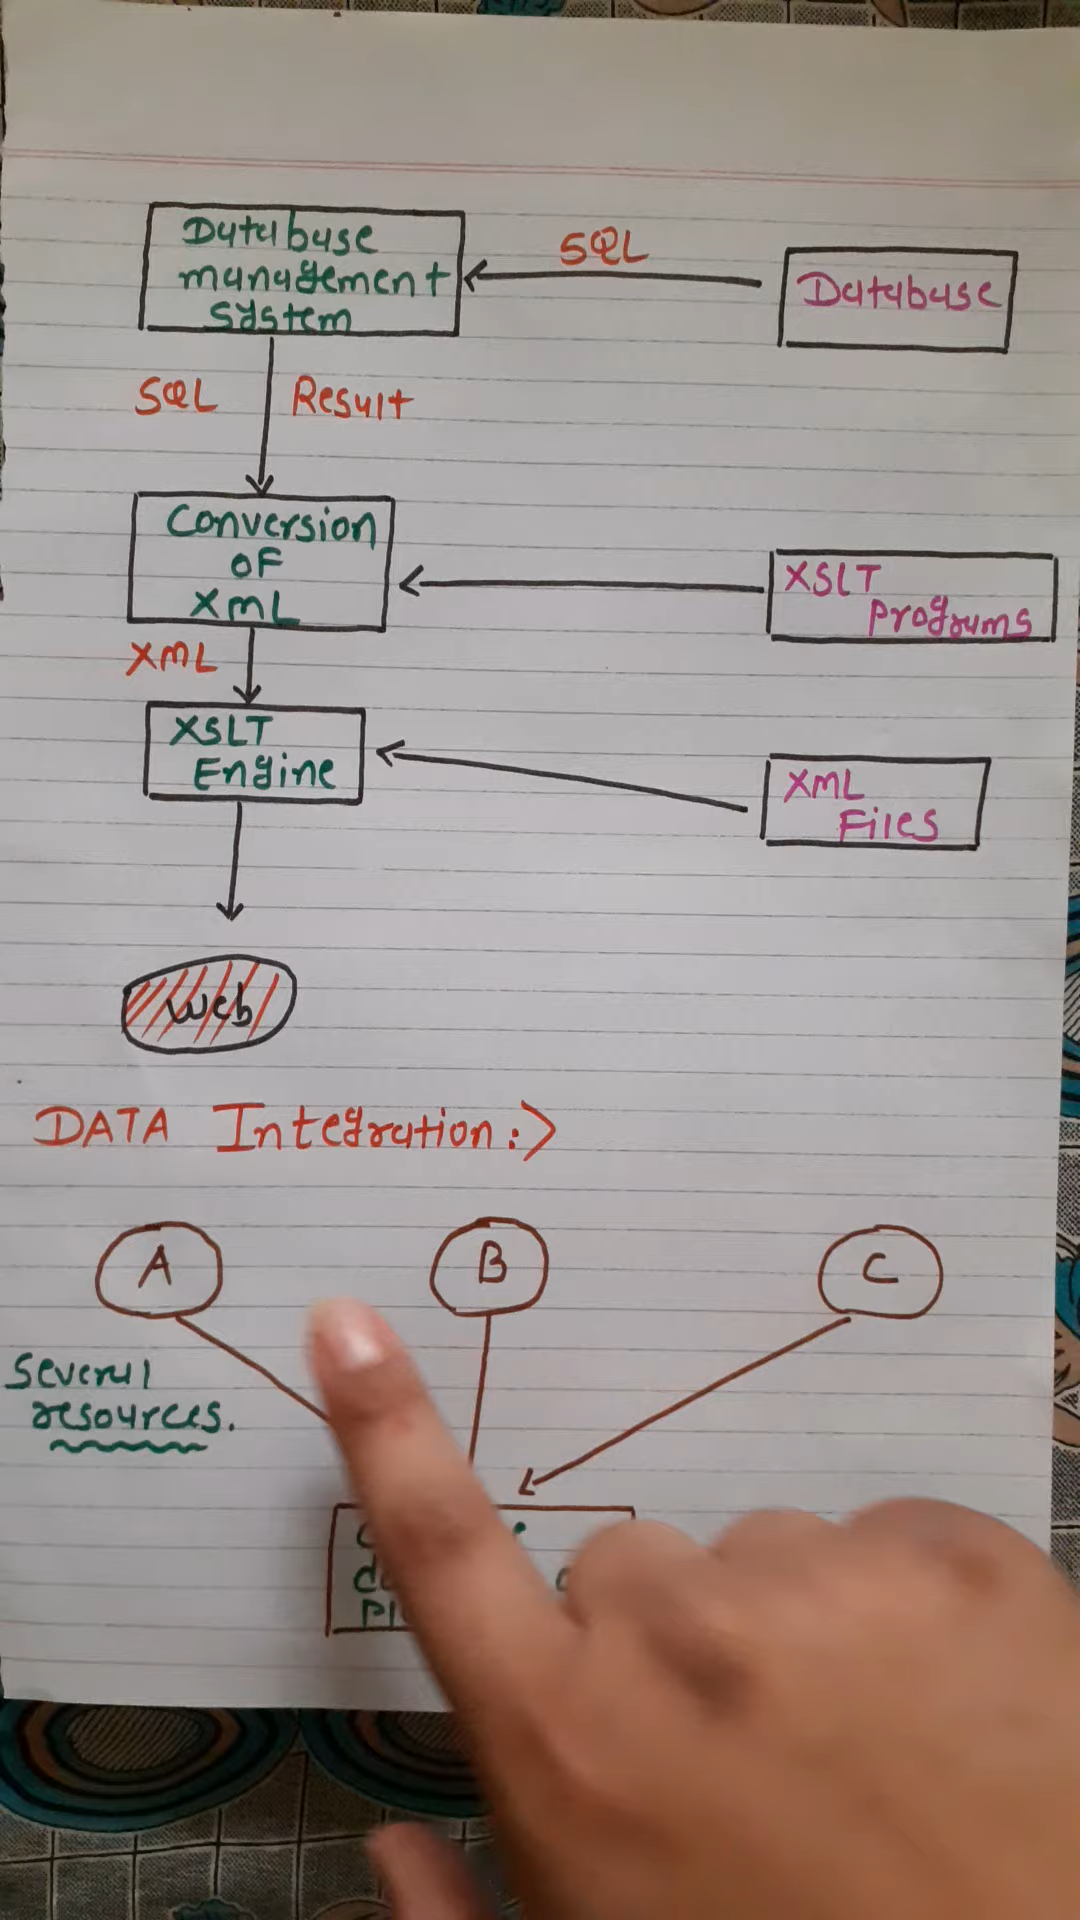 Database
management
system
SQL
Database
SQL
Result
Conversion
OF
XML
XSLT
Programs
XML
XSLT
Engine
XML
Files
Web
DATA Integration:>
A
B
C
Several
resources.